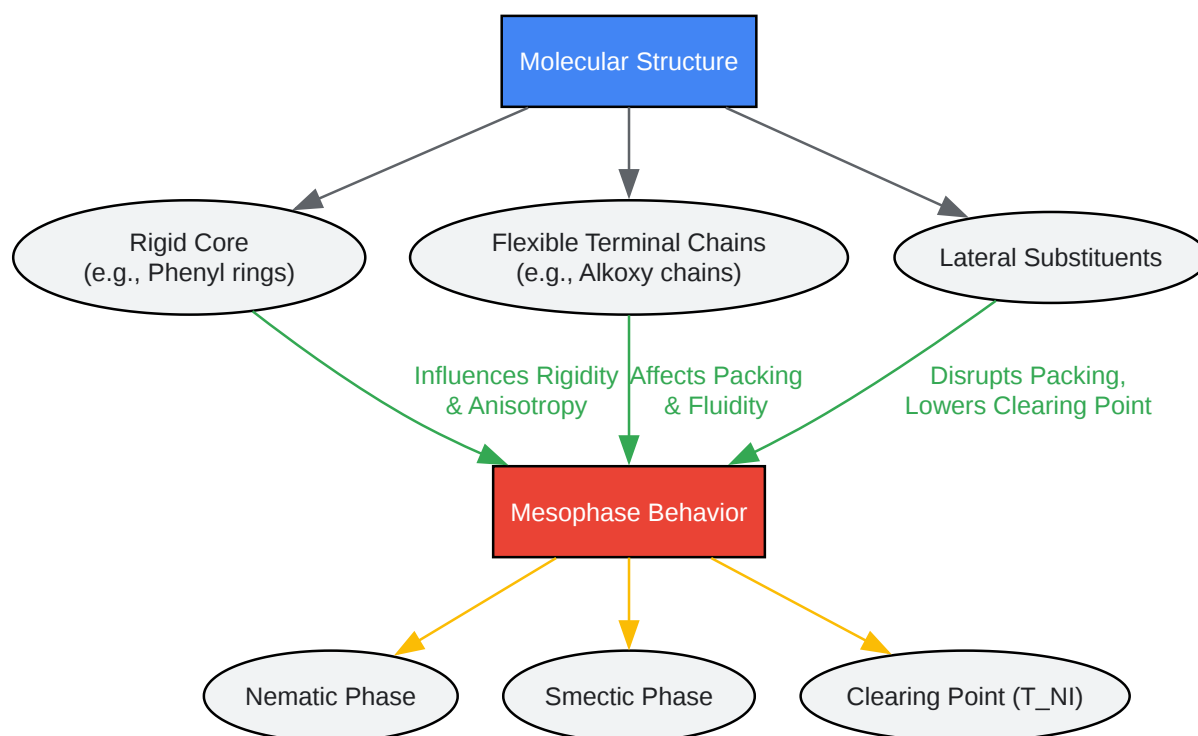 Molecular Structure
Rigid Core
(e.g., Phenyl rings)
Flexible Terminal Chains
(e.g., Alkoxy chains)
Lateral Substituents
Influences Rigidity
& Anisotropy
Affects Packing
& Fluidity
Disrupts Packing,
Lowers Clearing Point
Mesophase Behavior
Nematic Phase
Smectic Phase
Clearing Point (T_NI)